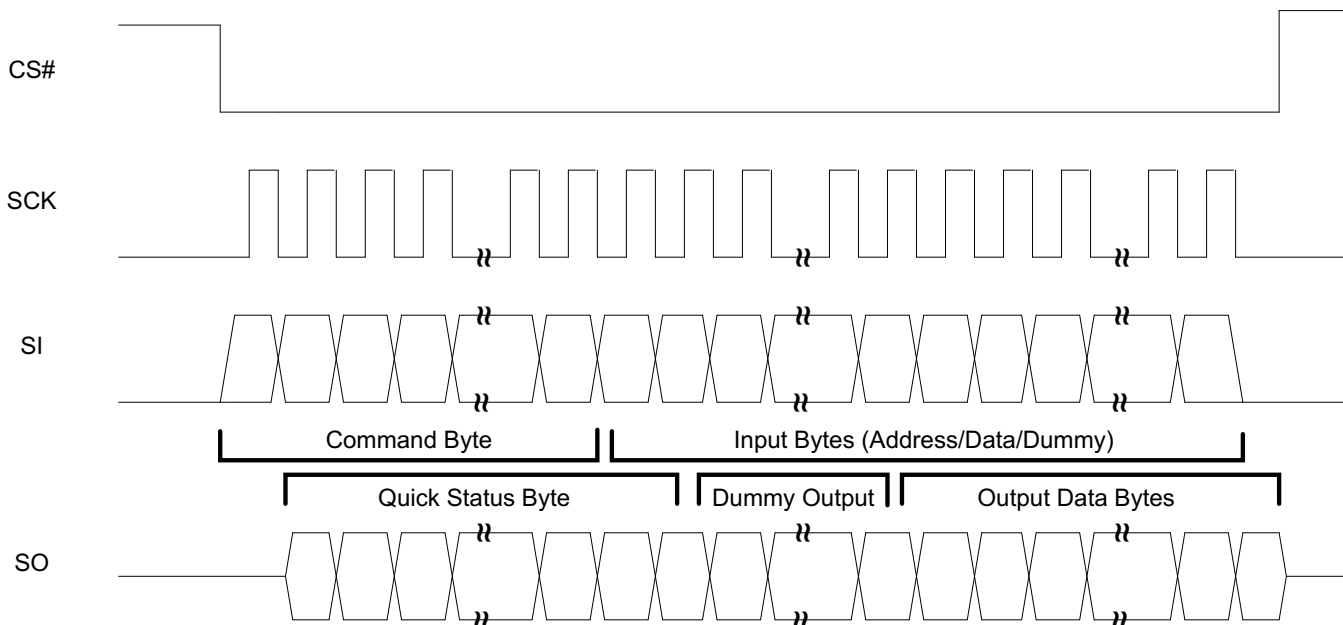 CS#
SCK
SI
Command Byte
Input Bytes (Address/Data/Dummy)
Quick Status Byte
Dummy Output
Output Data Bytes
SO